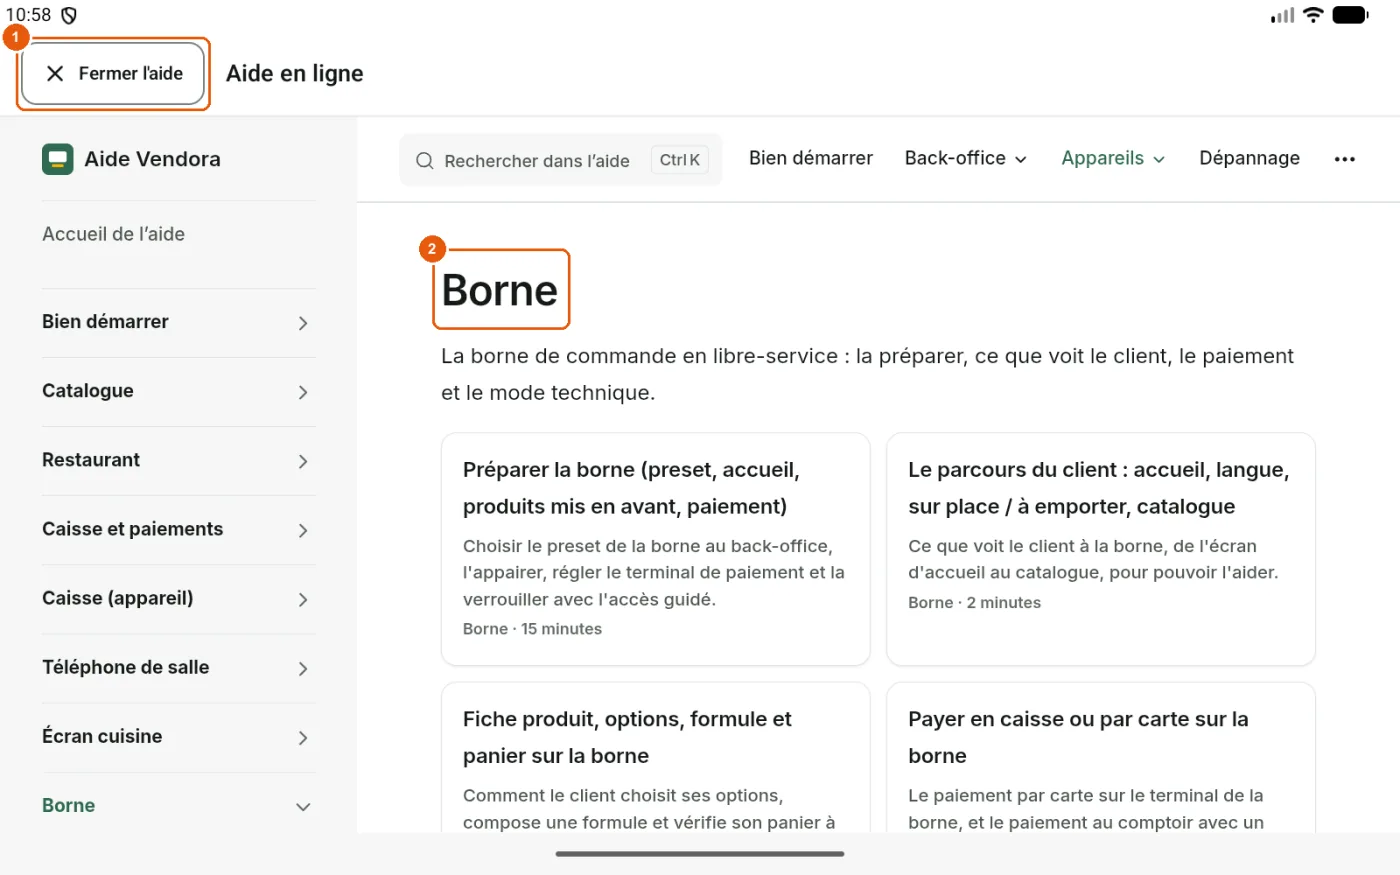 10:58
1
Fermer l'aide
Aide en ligne
Aide Vendora
Rechercher dans l’aide
Ctrl K
Bien démarrer
Back-office
Appareils
Dépannage
Accueil de l’aide
Bien démarrer
Catalogue
Restaurant
Caisse et paiements
Caisse (appareil)
Téléphone de salle
Écran cuisine
Borne
2
Borne
La borne de commande en libre-service : la préparer, ce que voit le client, le paiement
et le mode technique.
Préparer la borne (preset, accueil,
produits mis en avant, paiement)
Choisir le preset de la borne au back-office,
l'appairer, régler le terminal de paiement et la
verrouiller avec l'accès guidé.
Borne · 15 minutes
Le parcours du client : accueil, langue,
sur place / à emporter, catalogue
Ce que voit le client à la borne, de l'écran
d'accueil au catalogue, pour pouvoir l'aider.
Borne · 2 minutes
Fiche produit, options, formule et
panier sur la borne
Comment le client choisit ses options,
compose une formule et vérifie son panier à
Payer en caisse ou par carte sur la
borne
Le paiement par carte sur le terminal de la
borne, et le paiement au comptoir avec un